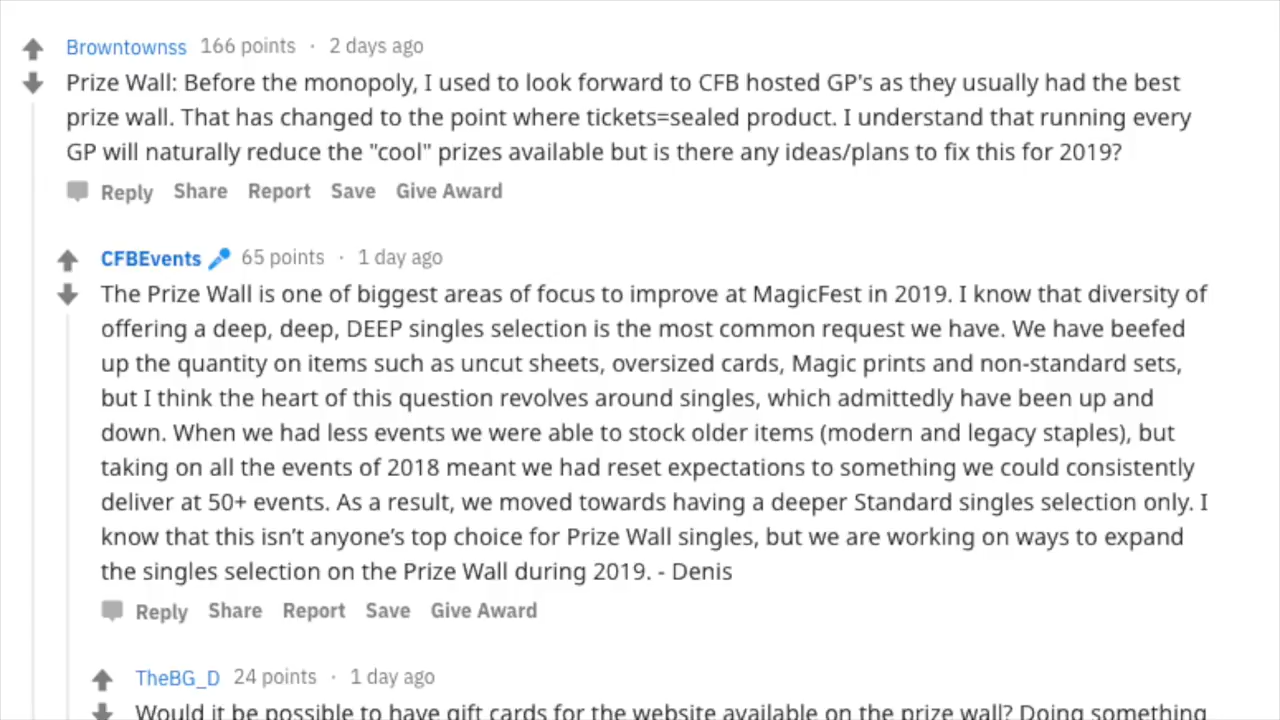 Browntownss 166 points · 2 days ago
Prize Wall: Before the monopoly, I used to look forward to CFB hosted GP's as they usually had the best
prize wall. That has changed to the point where tickets=sealed product. I understand that running every
GP will naturally reduce the "cool" prizes available but is there any ideas/plans to fix this for 2019?
Reply Share Report Save Give Award
CFBEvents 65 points · 1 day ago
The Prize Wall is one of biggest areas of focus to improve at MagicFest in 2019. I know that diversity of
offering a deep, deep, DEEP singles selection is the most common request we have. We have beefed
up the quantity on items such as uncut sheets, oversized cards, Magic prints and non-standard sets,
but I think the heart of this question revolves around singles, which admittedly have been up and
down. When we had less events we were able to stock older items (modern and legacy staples), but
taking on all the events of 2018 meant we had reset expectations to something we could consistently
deliver at 50+ events. As a result, we moved towards having a deeper Standard singles selection only. I
know that this isn’t anyone’s top choice for Prize Wall singles, but we are working on ways to expand
the singles selection on the Prize Wall during 2019. - Denis
Reply Share Report Save Give Award
TheBG_D 24 points · 1 day ago
Would it be possible to have gift cards for the website available on the prize wall? Doing something